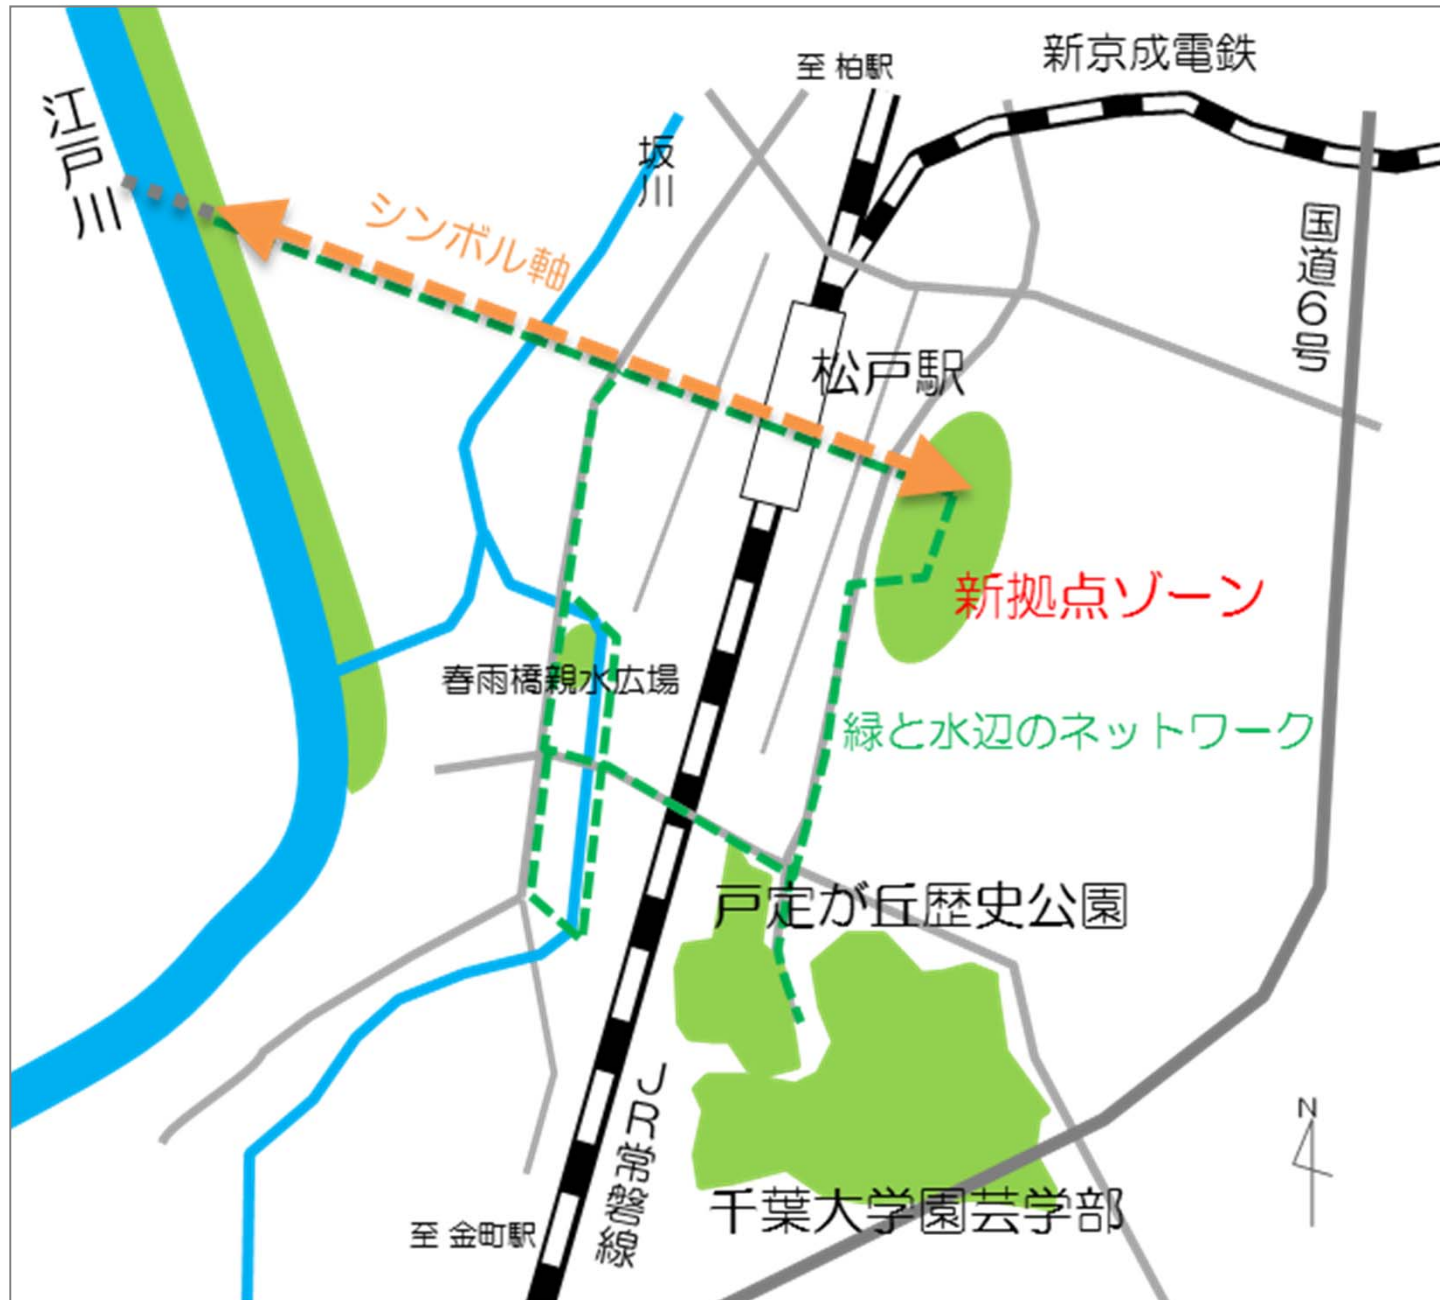 至 柏駅
新京成電鉄
江戸川
坂川
シンボル軸
国道6号
松戸駅
新拠点ゾーン
春雨橋親水広場
緑と水辺のネットワーク
戸定が丘歴史公園
JR常磐線
N
千葉大学園芸学部
至 金町駅